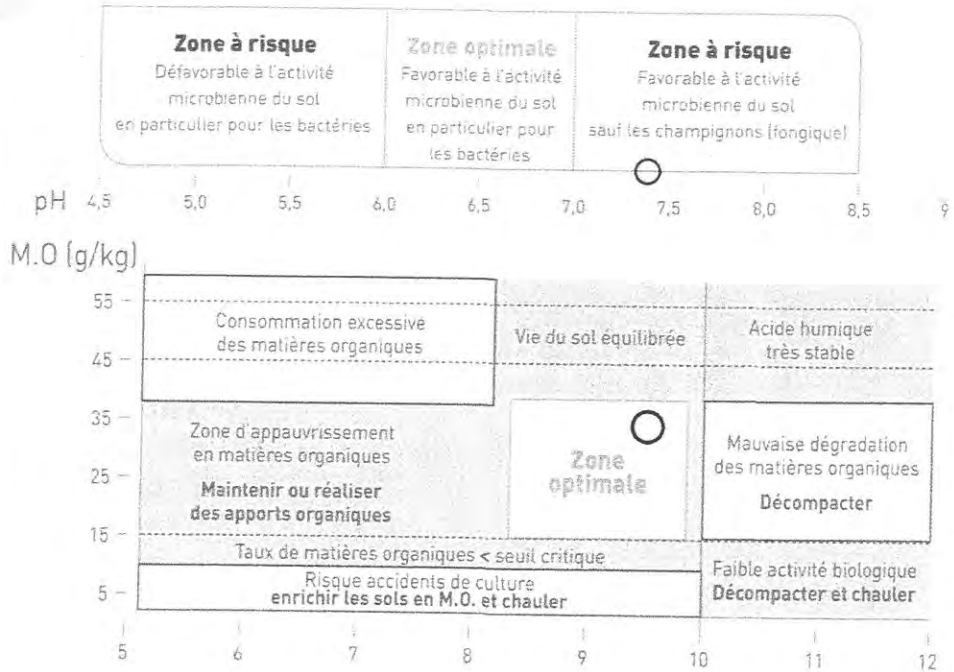 Zone à risque
Défavorable à l'activité
microbienne du sol
en particulier pour les bactéries
Zone optimale
Favorable à l'activité
microbienne du sol
en particulier pour
les bactéries
Zone à risque
Favorable à l'activité
microbienne du sol
sauf les champignons (fongique)
pH 4,5 5,0 5,5 6,0 6,5 7,0 7,5 8,0 8,5 9
M.O (g/kg)
55
45
35
25
15
5
Consommation excessive
des matières organiques
Vie du sol équilibrée
Acide humique
très stable
Zone d'appauvrissement
en matières organiques
Maintenir ou réaliser
des apports organiques
Zone
optimale
Mauvaise dégradation
des matières organiques
Décompacter
Taux de matières organiques < seuil critique
Risque accidents de culture
enrichir les sols en M.O. et chauler
Faible activité biologique
Décompacter et chauler
5 6 7 8 9 10 11 12